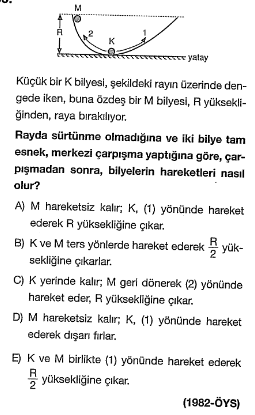 M
R
2
K
1
yatay
Küçük bir K bilyesi, şekildeki rayın üzerinde den-
gede iken, buna özdeş bir M bilyesi, R yüksekli-
ğinden, raya bırakılıyor.
Rayda sürtünme olmadığına ve iki bilye tam
esnek, merkezi çarpışma yaptığına göre, çar-
pışmadan sonra, bilyelerin hareketleri nasıl
olur?
A) M hareketsiz kalır; K, (1) yönünde hareket
ederek R yüksekliğine çıkar.
B) K ve M ters yönlerde hareket ederek R/2 yük-
sekliğine çıkarlar.
C) K yerinde kalır; M geri dönerek (2) yönünde
hareket eder, R yüksekliğine çıkar.
D) M hareketsiz kalır; K, (1) yönünde hareket
ederek dışarı fırlar.
E) K ve M birlikte (1) yönünde hareket ederek
R/2 yüksekliğine çıkar.
(1982-ÖYS)